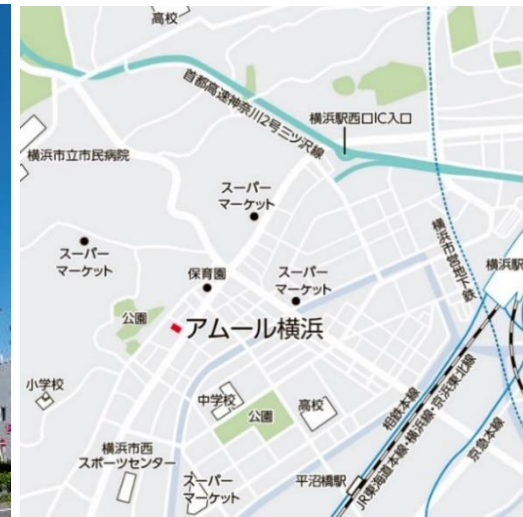 高校
首都高速神奈川2号三ツ沢線
横浜駅西口IC入口
横浜市立市民病院
スーパー
マーケット
横浜市営地下鉄
スーパー
マーケット
保育園
スーパー
マーケット
横浜駅
公園
アムール横浜
小学校
中学校
公園
高校
相鉄本線
JR東海道本線・横浜線・京浜東北線
京急本線
横浜市西
スポーツセンター
スーパー
マーケット
平沼橋駅